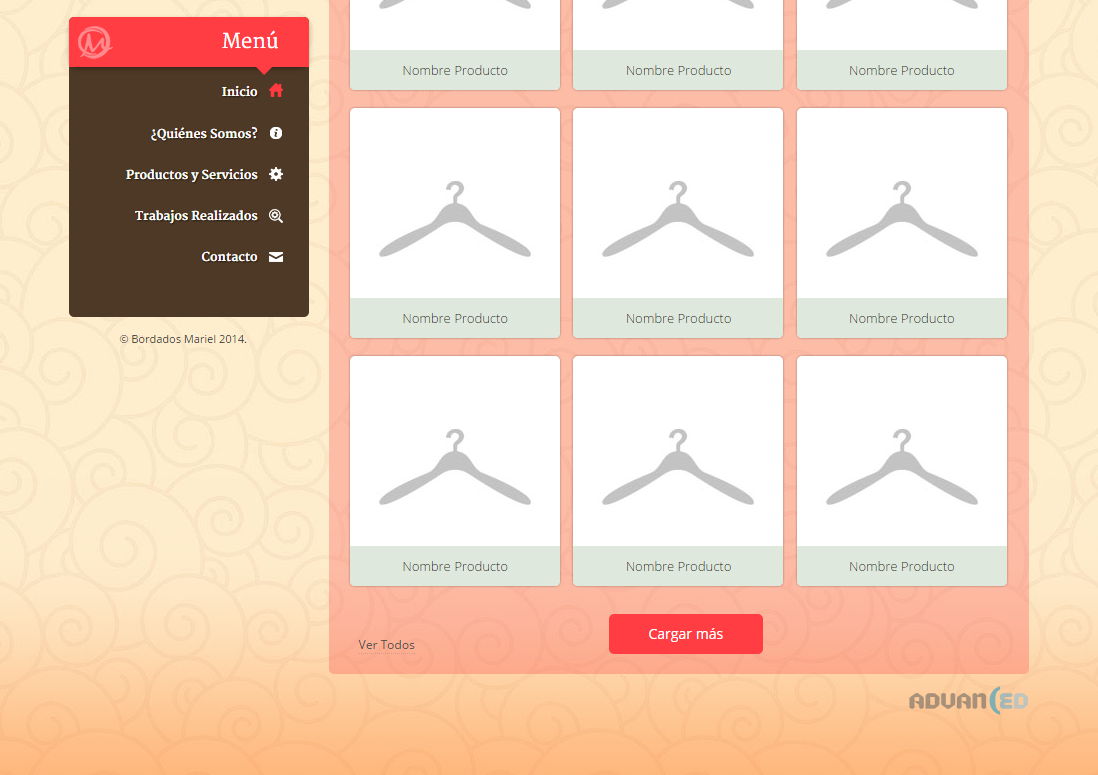 Menú
Inicio
¿Quiénes Somos?
Productos y Servicios
Trabajos Realizados
Contacto
© Bordados Mariel 2014.
Nombre Producto
Nombre Producto
Nombre Producto
Nombre Producto
Nombre Producto
Nombre Producto
Nombre Producto
Nombre Producto
Nombre Producto
Cargar más
Ver Todos
ADVANCED